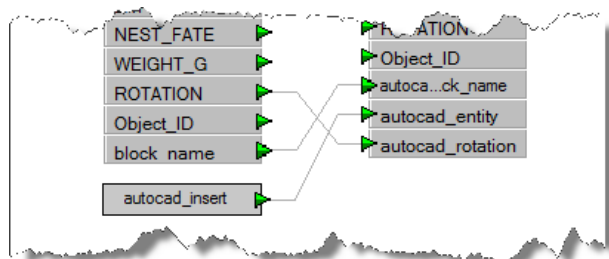 NEST_FATE
WEIGHT_G
ROTATION
Object_ID
block_name
autocad_insert
Object_ID
autoca...ck_name
autocad_entity
autocad_rotation